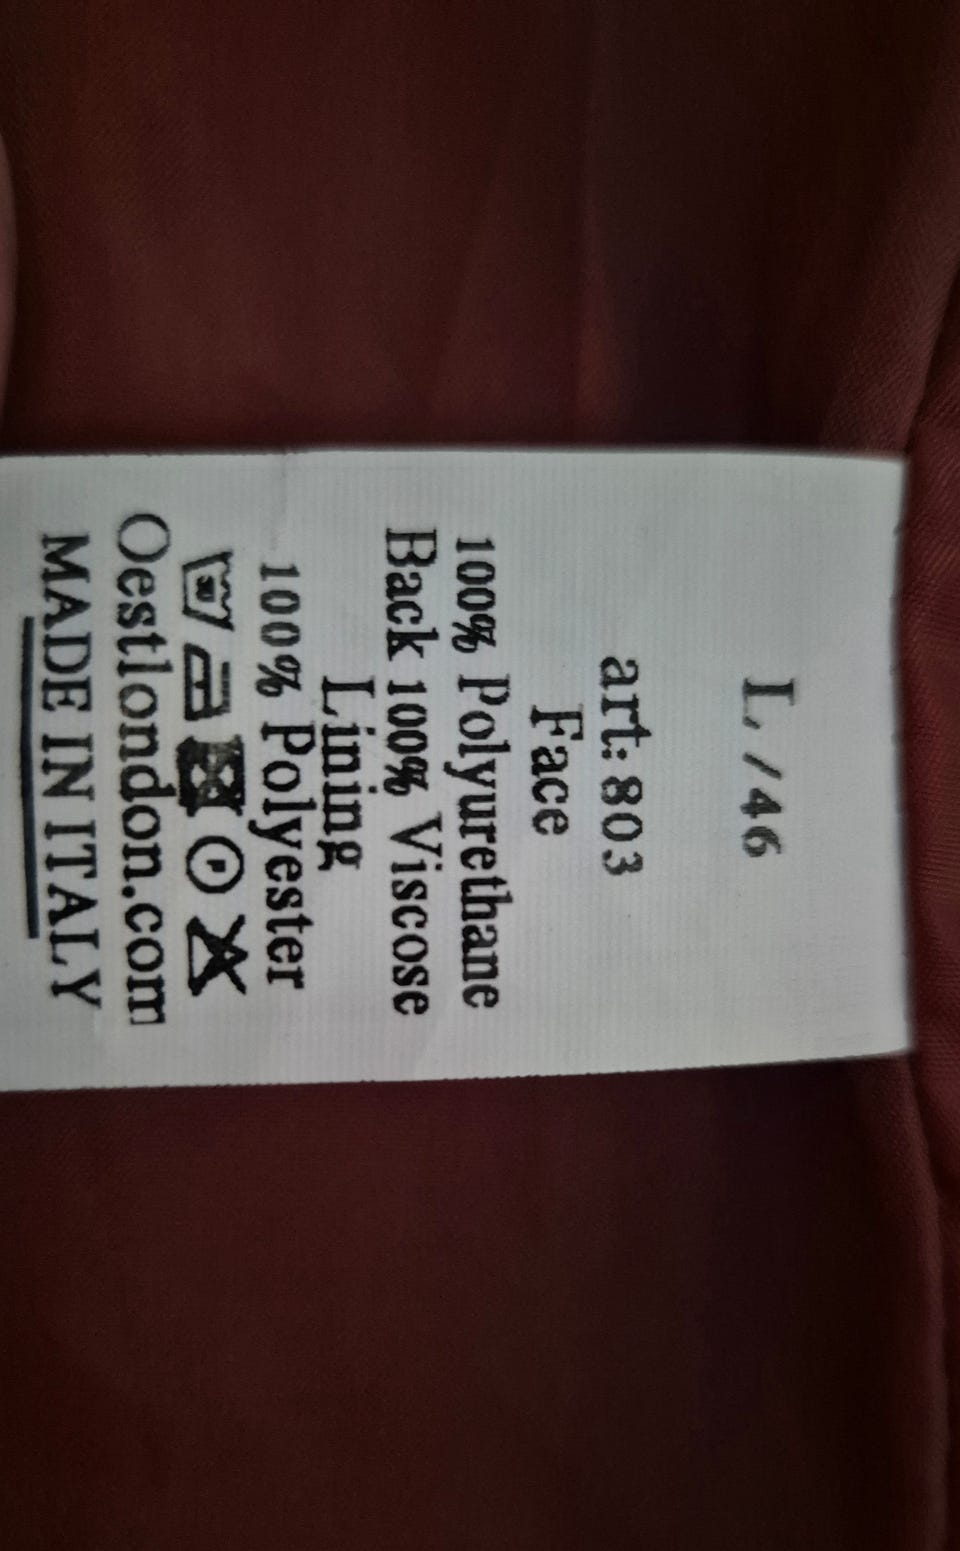 L /46
art: 803
Face
100% Polyurethane
Back 100% Viscose
Lining
100% Polyester
Oestlondon.com
MADE IN ITALY